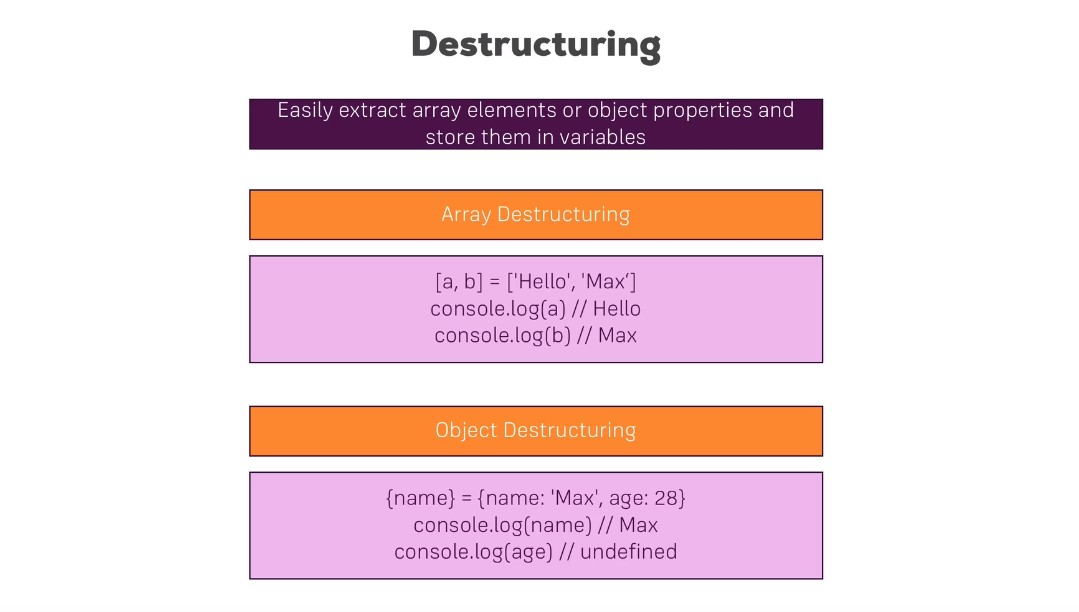 Destructuring
Easily extract array elements or object properties and
store them in variables
Array Destructuring
[a, b] = ['Hello', 'Max‘]
console.log(a) // Hello
console.log(b) // Max
Object Destructuring
{name} = {name: 'Max', age: 28}
console.log(name) // Max
console.log(age) // undefined